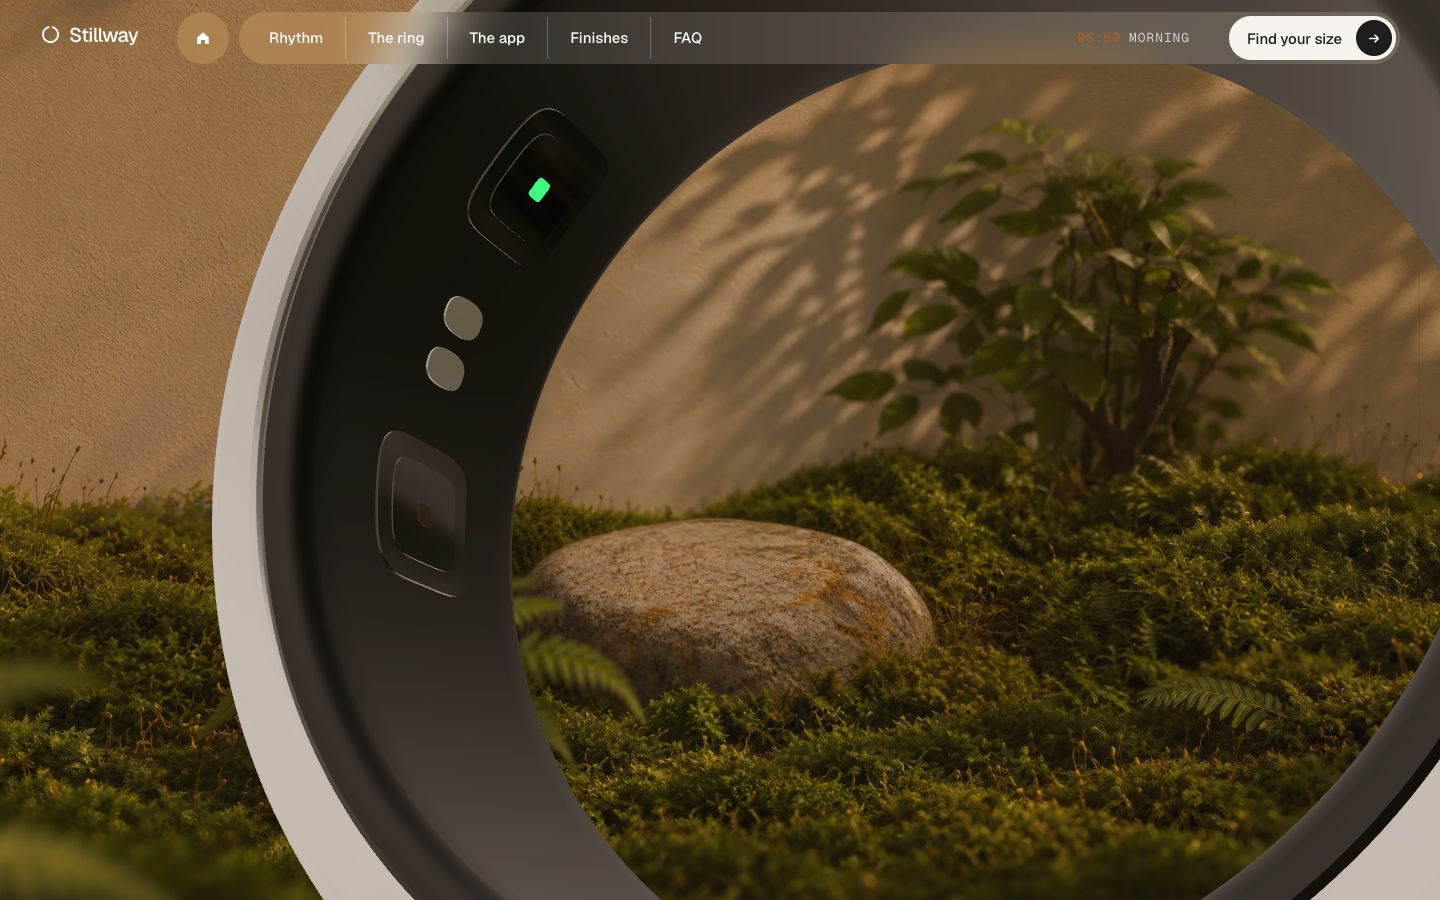 Stillway
Rhythm
The ring
The app
Finishes
FAQ
06:50 MORNING
Find your size